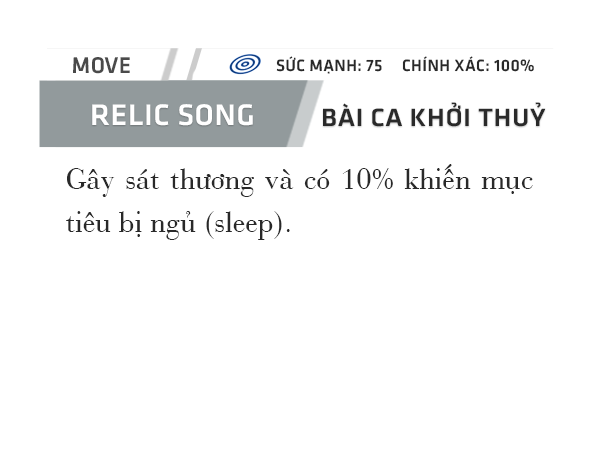 MOVE SỨC MẠNH: 75 CHÍNH XÁC: 100%
RELIC SONG BÀI CA KHỞI THUỶ
Gây sát thương và có 10% khiến mục
tiêu bị ngủ (sleep).